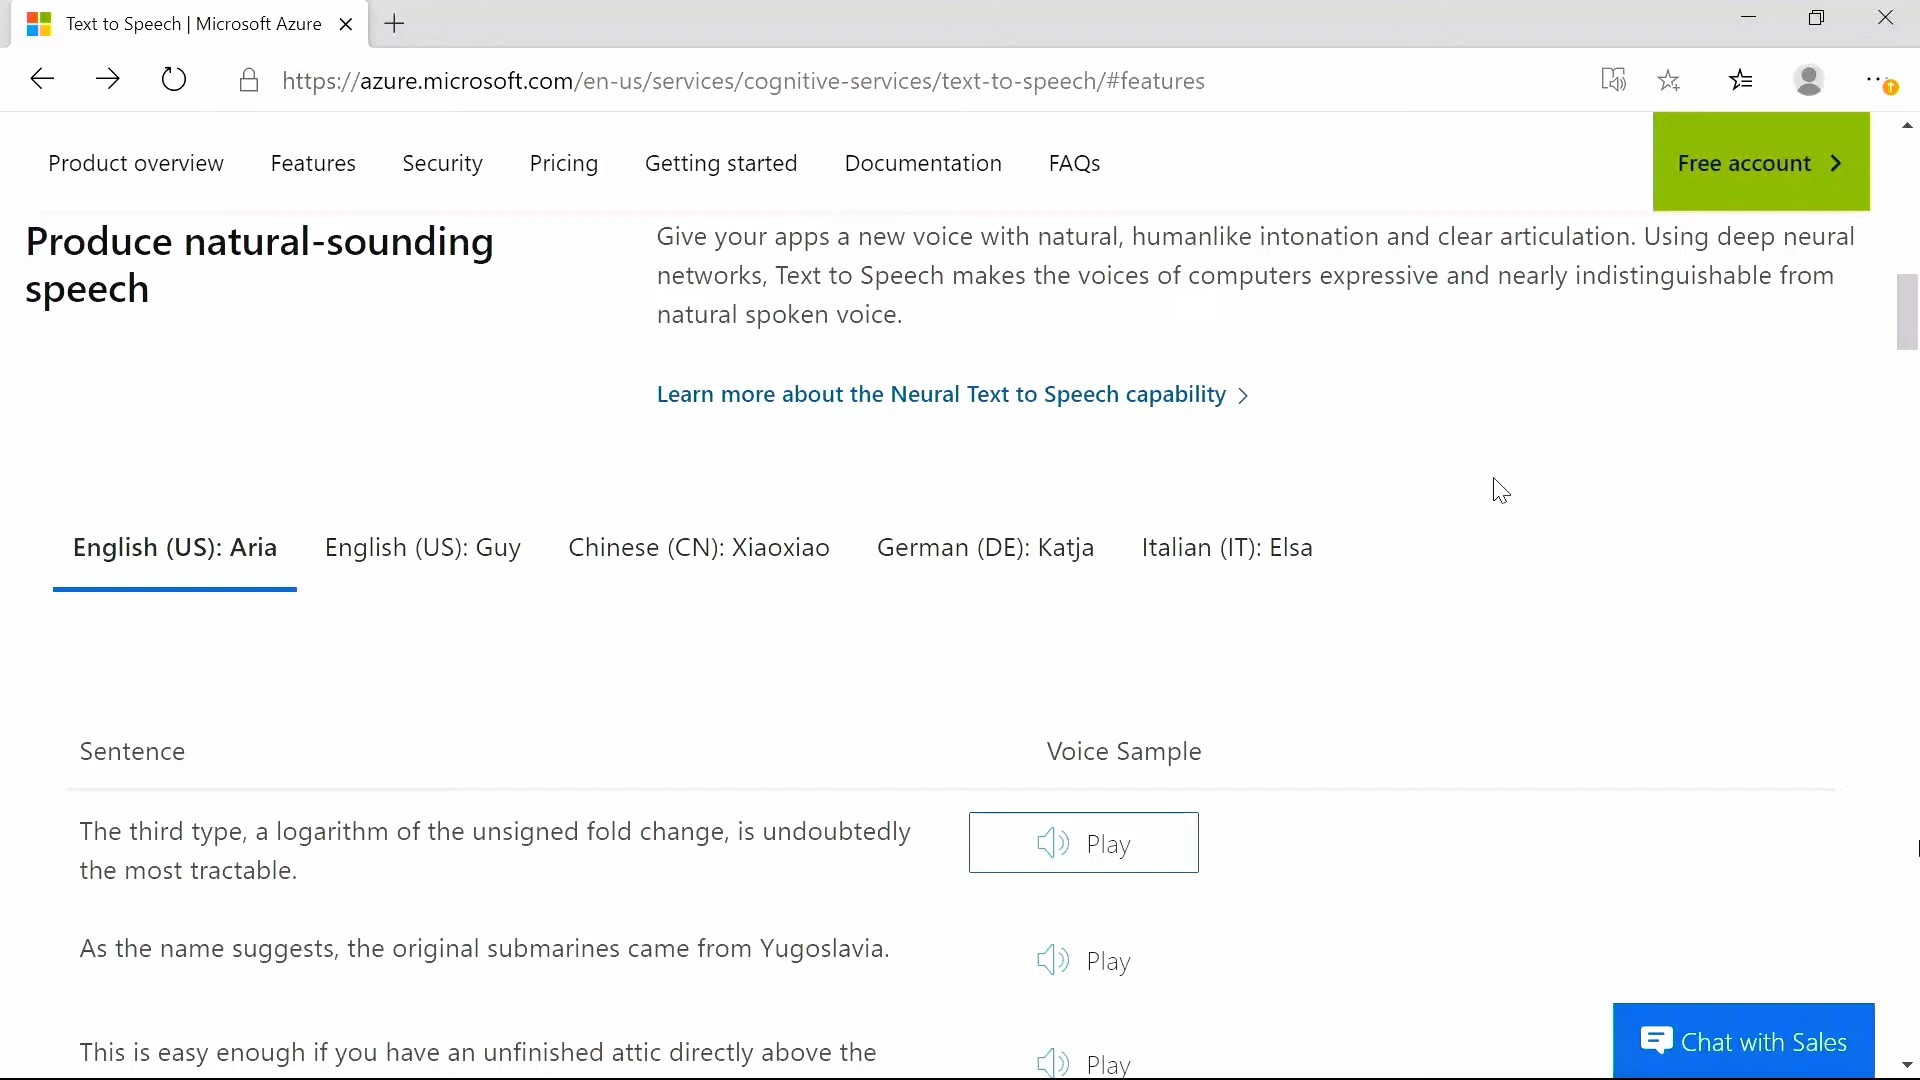 Text to Speech | Microsoft Azure
https://azure.microsoft.com/en-us/services/cognitive-services/text-to-speech/#features
Product overview Features Security Pricing Getting started Documentation FAQs Free account
Produce natural-sounding
speech
Give your apps a new voice with natural, humanlike intonation and clear articulation. Using deep neural
networks, Text to Speech makes the voices of computers expressive and nearly indistinguishable from
natural spoken voice.
Learn more about the Neural Text to Speech capability
English (US): Aria English (US): Guy Chinese (CN): Xiaoxiao German (DE): Katja Italian (IT): Elsa
Sentence Voice Sample
The third type, a logarithm of the unsigned fold change, is undoubtedly
the most tractable.
Play
As the name suggests, the original submarines came from Yugoslavia.
Play
This is easy enough if you have an unfinished attic directly above the
Play
Chat with Sales